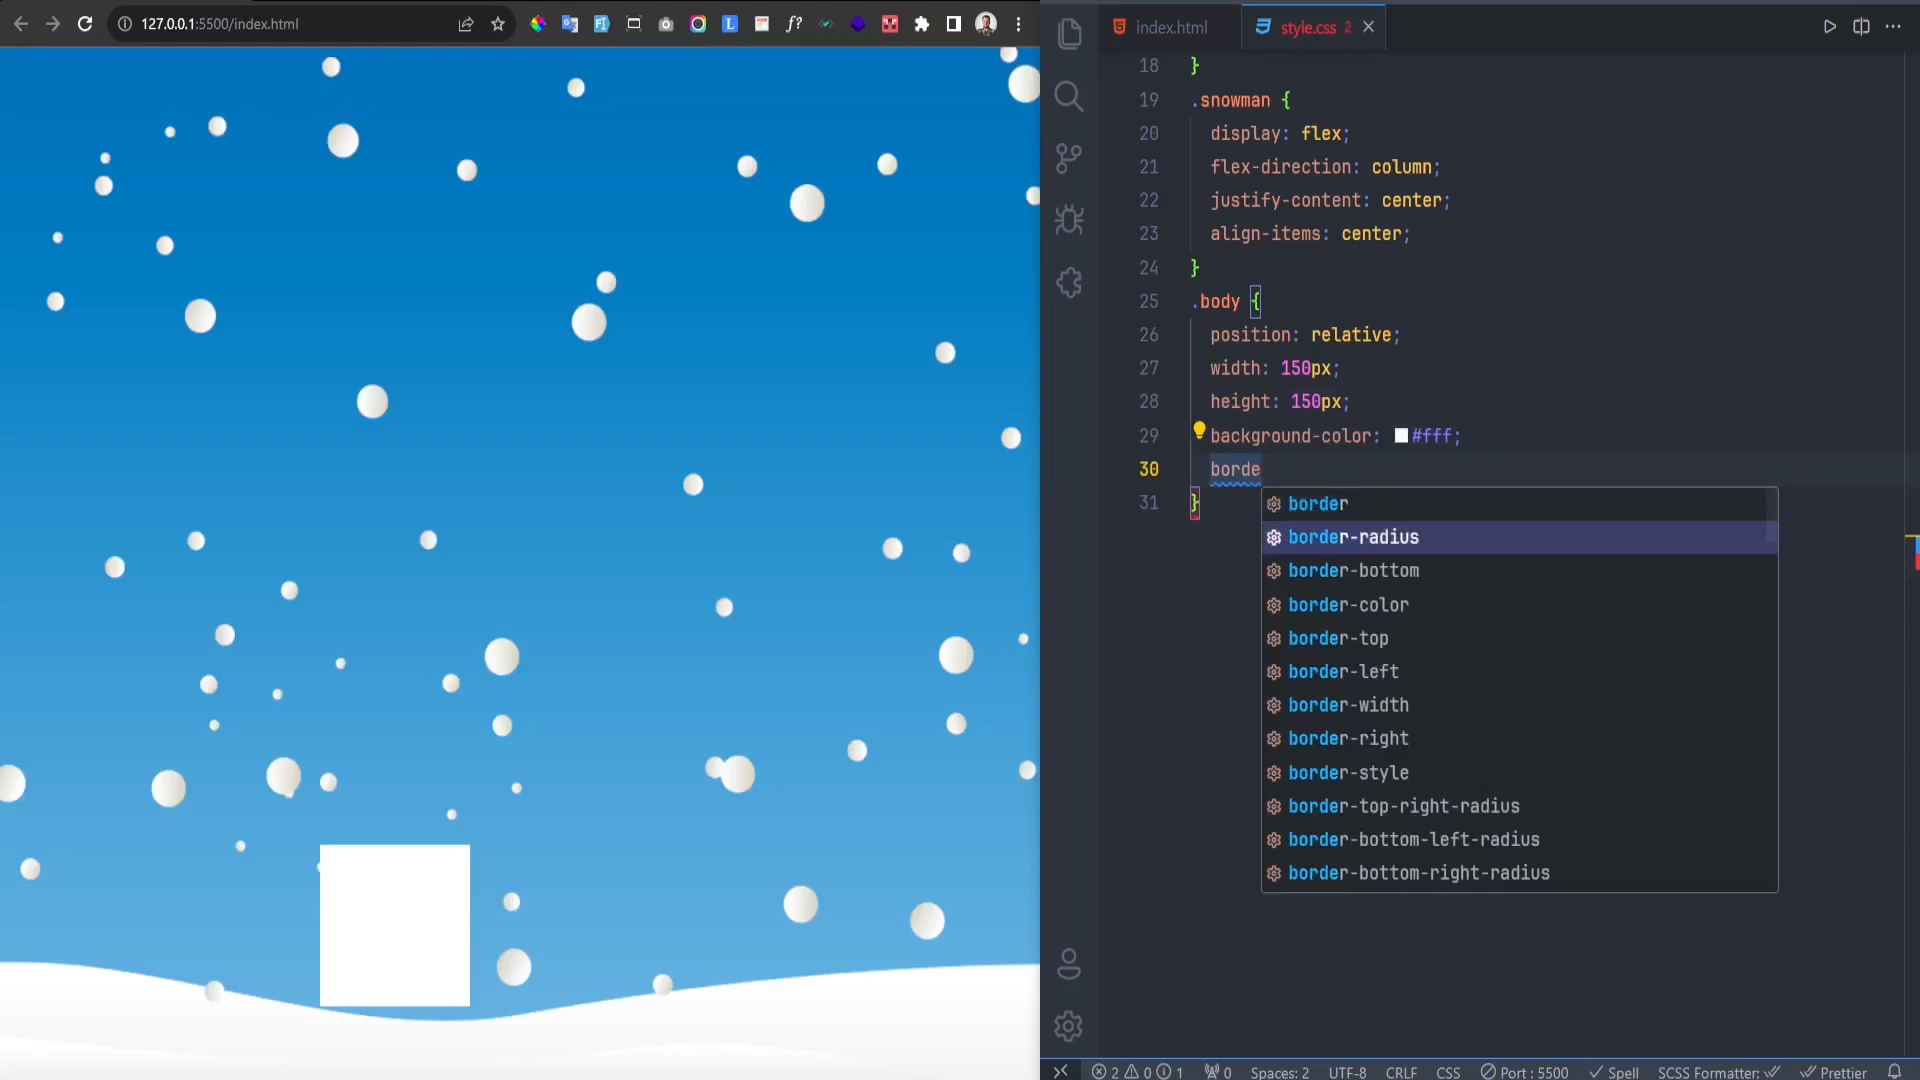 127.0.0.1:5500/index.html
index.html
style.css 2
18 }
19 .snowman {
20 display: flex;
21 flex-direction: column;
22 justify-content: center;
23 align-items: center;
24 }
25 .body {
26 position: relative;
27 width: 150px;
28 height: 150px;
29 background-color: #fff;
30 borde
31 }
border
border-radius
border-bottom
border-color
border-top
border-left
border-width
border-right
border-style
border-top-right-radius
border-bottom-left-radius
border-bottom-right-radius
2 0 1 0 Spaces: 2 UTF-8 CRLF CSS Port : 5500 Spell SCSS Formatter: Prettier